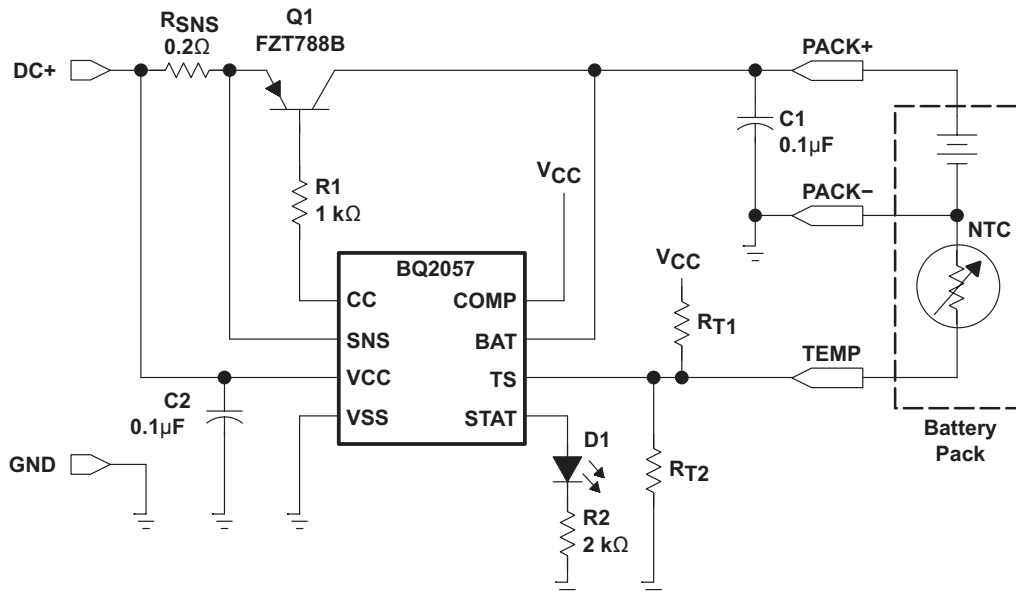 RSNS
0.2Ω
Q1
FZT788B
DC+
PACK+
C1
0.1µF
R1
1 kΩ
VCC
PACK−
NTC
BQ2057
CC
COMP
SNS
BAT
VCC
TS
VSS
STAT
VCC
RT1
TEMP
C2
0.1µF
D1
RT2
Battery
Pack
GND
R2
2 kΩ